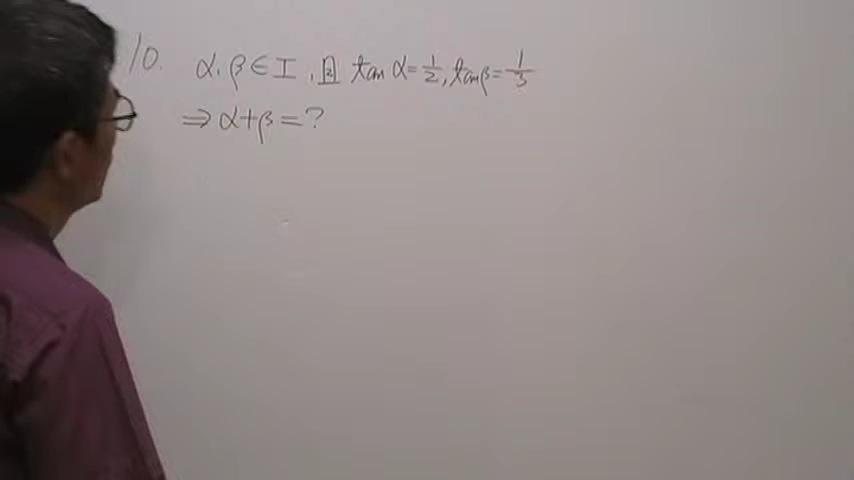 10. α, β ∈ I, 且 tan α = 1/2, tan β = 1/3
⇒ α + β = ?